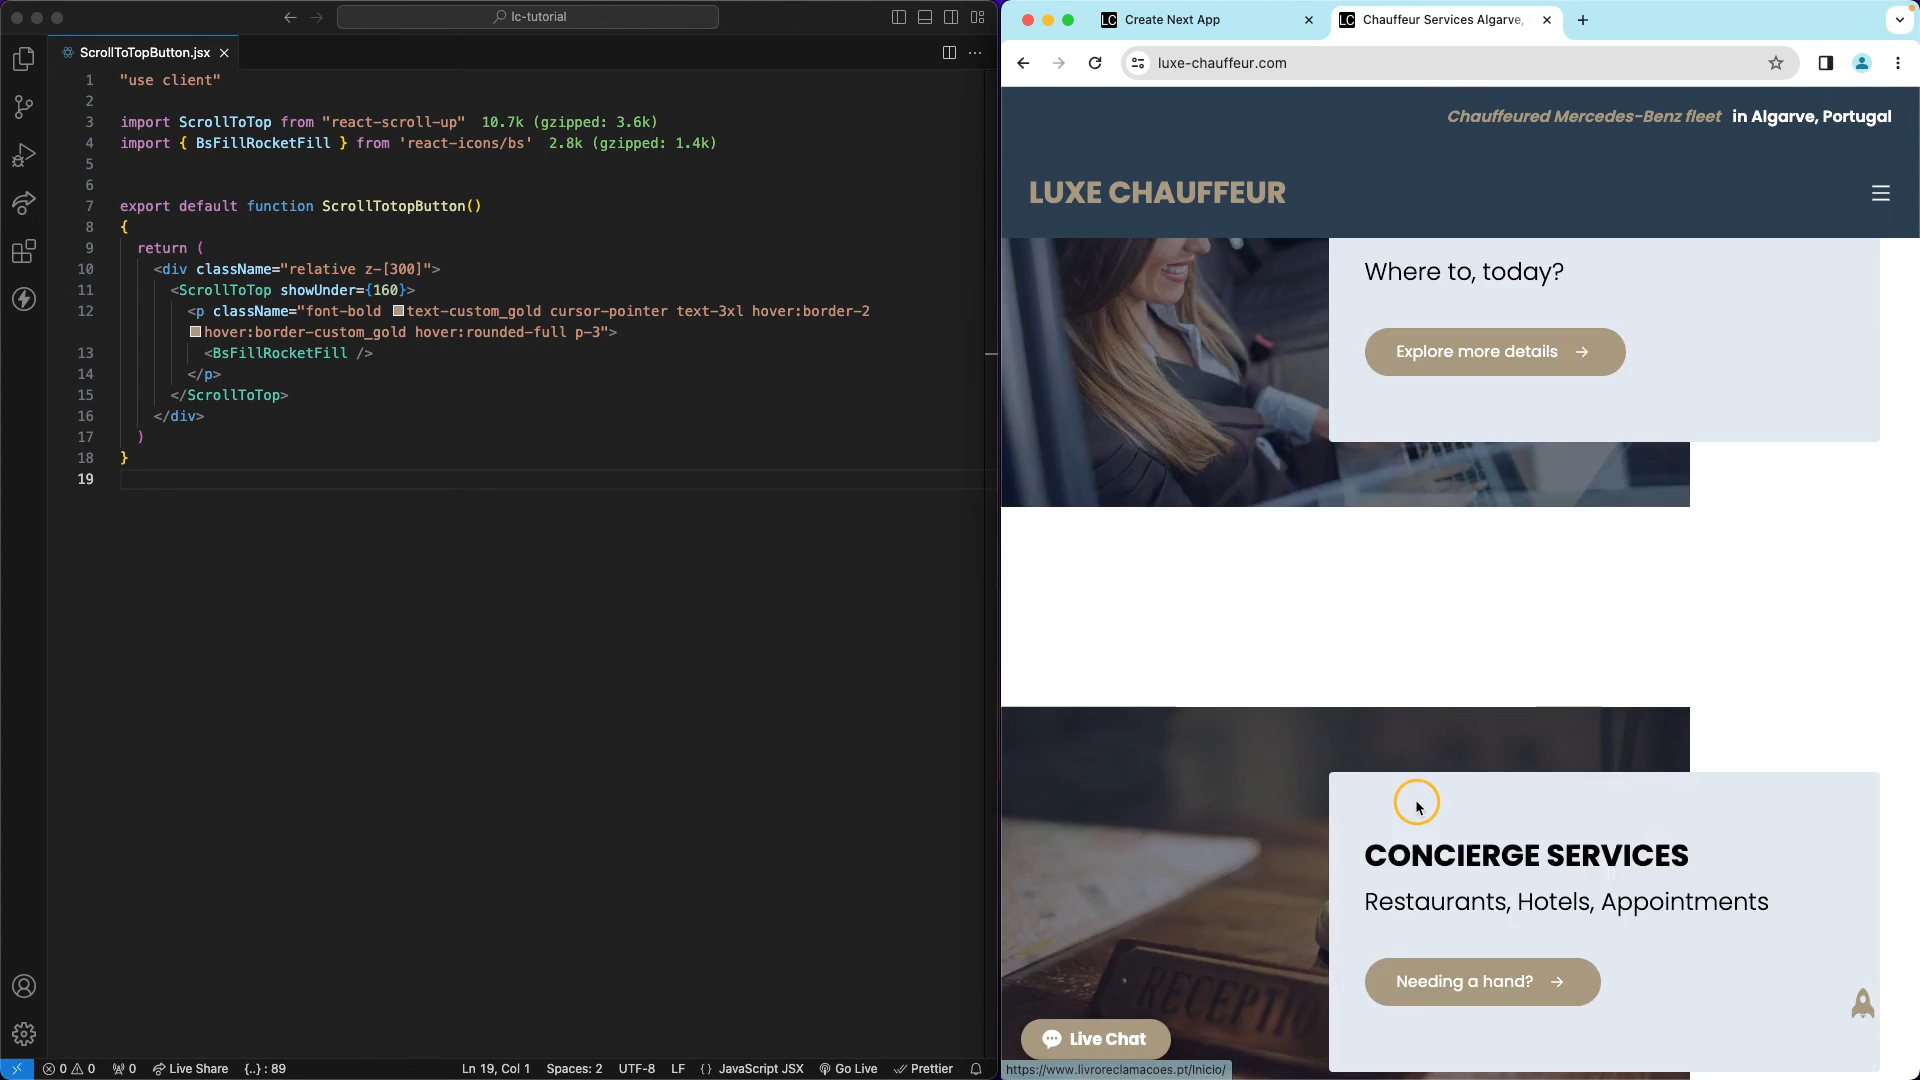 lc-tutorial
ScrollToTopButton.jsx
1 "use client"
2
3 import ScrollToTop from "react-scroll-up" 10.7k (gzipped: 3.6k)
4 import { BsFillRocketFill } from 'react-icons/bs' 2.8k (gzipped: 1.4k)
5
6
7 export default function ScrollTotopButton()
8 {
9 return (
10 <div className="relative z-[300]">
11 <ScrollToTop showUnder={160}>
12 <p className="font-bold text-custom_gold cursor-pointer text-3xl hover:border-2
hover:border-custom_gold hover:rounded-full p-3">
13 <BsFillRocketFill />
14 </p>
15 </ScrollToTop>
16 </div>
17 )
18 }
19
0 0 0 Live Share {..} : 89 Ln 19, Col 1 Spaces: 2 UTF-8 LF { } JavaScript JSX Go Live Prettier
LC Create Next App LC Chauffeur Services Algarve,
luxe-chauffeur.com
Chauffeured Mercedes-Benz fleet in Algarve, Portugal
LUXE CHAUFFEUR
Where to, today?
Explore more details →
CONCIERGE SERVICES
Restaurants, Hotels, Appointments
Needing a hand? →
RECEPTION
Live Chat
https://www.livroreclamacoes.pt/Inicio/